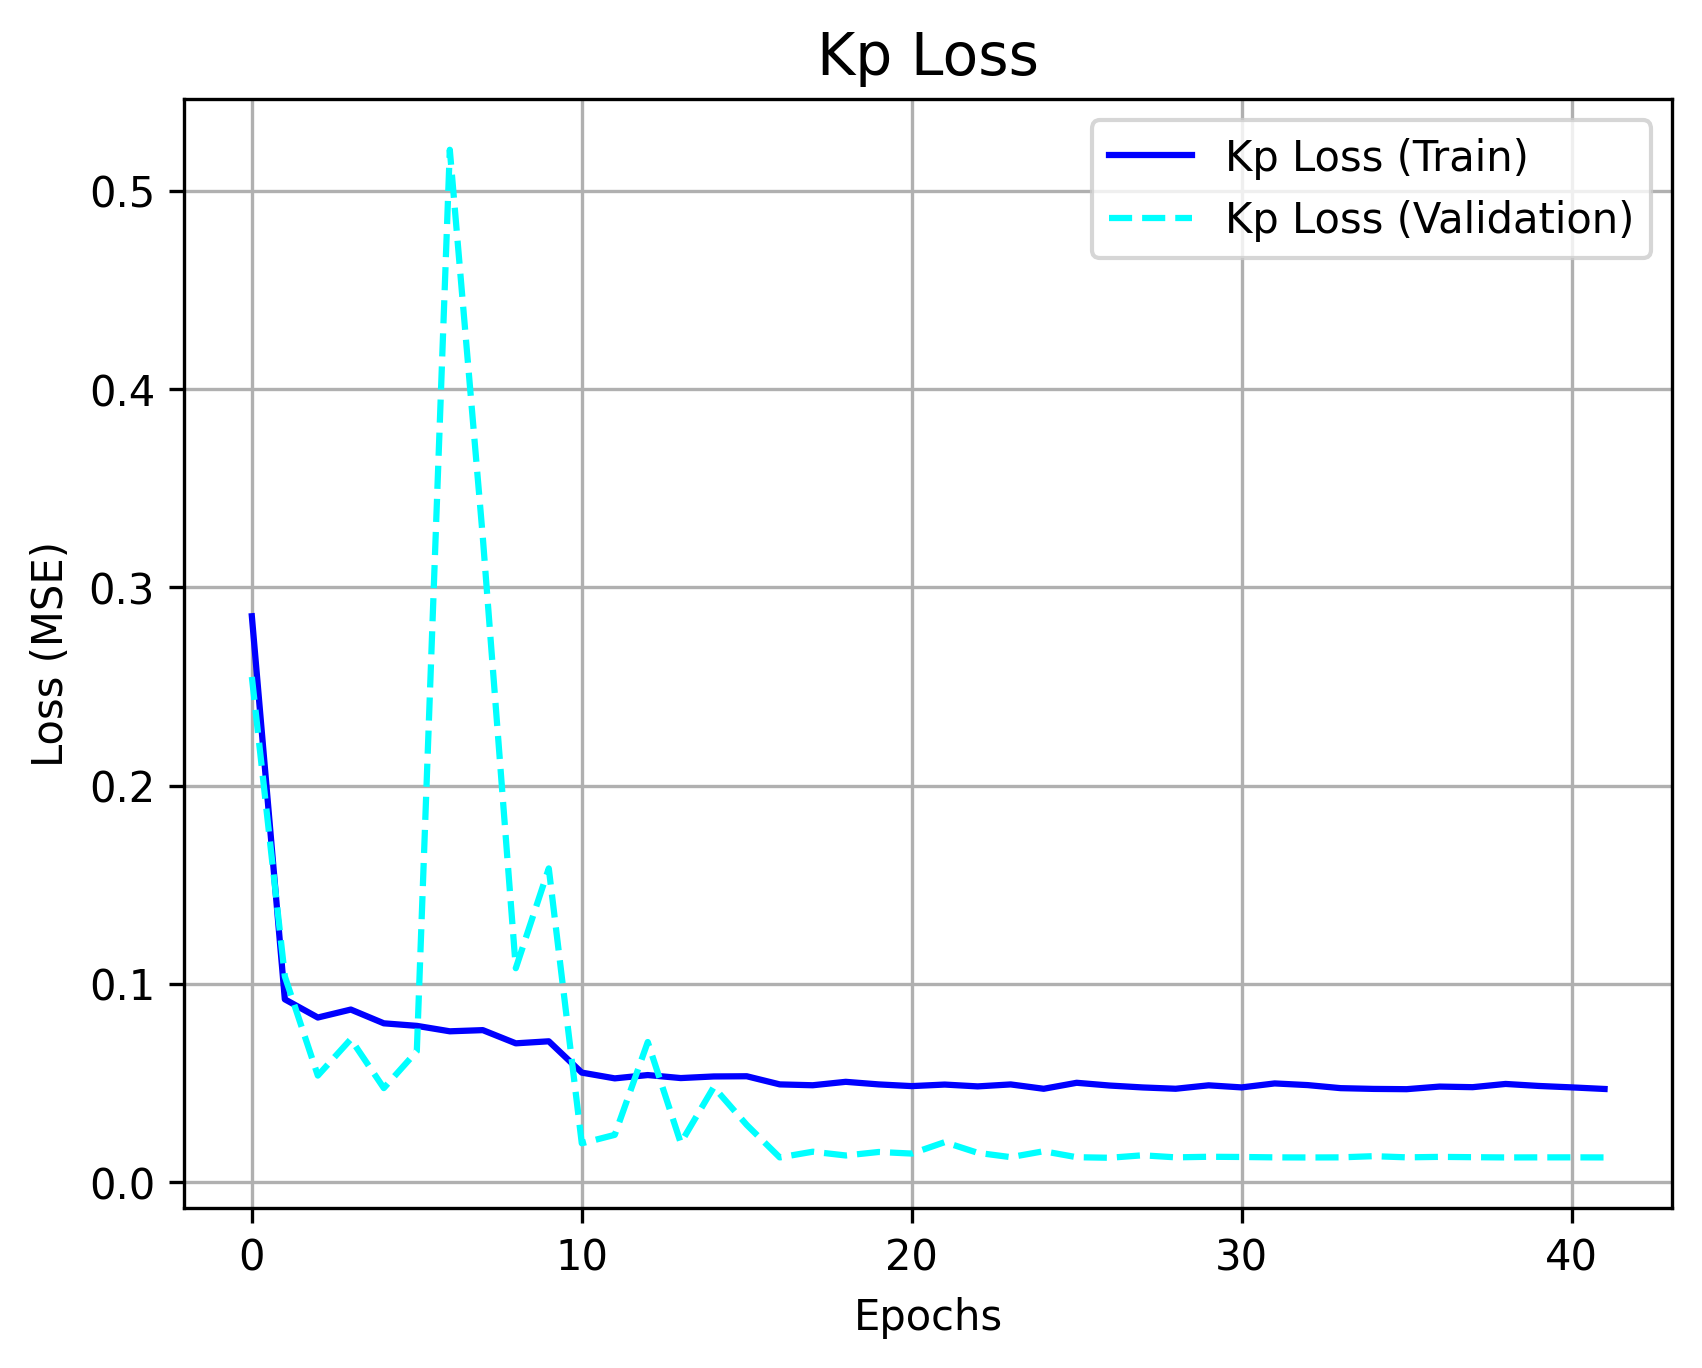 Kp Loss
Kp Loss (Train)
Kp Loss (Validation)
Loss (MSE)
0.5
0.4
0.3
0.2
0.1
0.0
0 10 20 30 40
Epochs